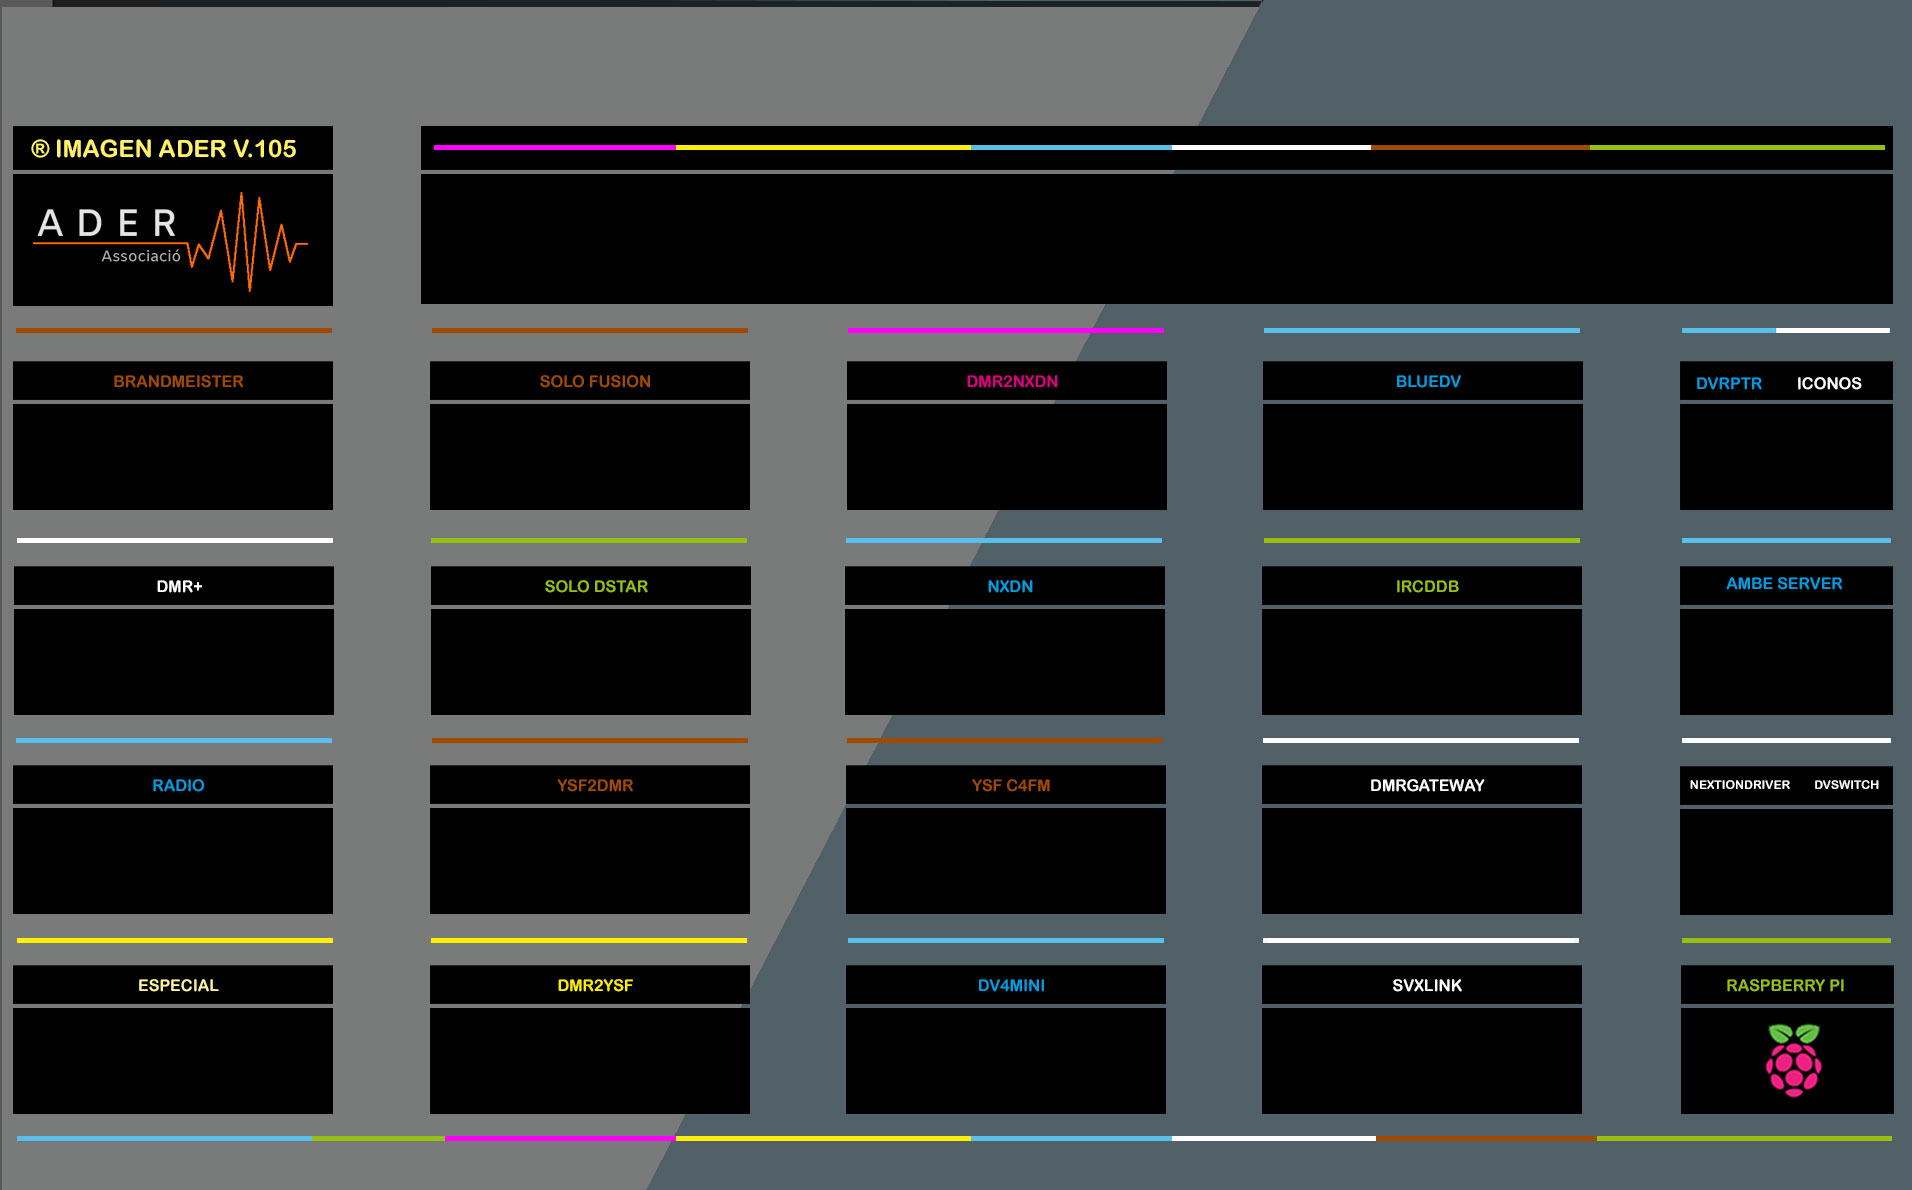 ® IMAGEN ADER V.105
ADER
Associació
BRANDMEISTER
SOLO FUSION
DMR2NXDN
BLUEDV
DVRPTR ICONOS
DMR+
SOLO DSTAR
NXDN
IRCDDB
AMBE SERVER
RADIO
YSF2DMR
YSF C4FM
DMRGATEWAY
NEXTIONDRIVER DVSWITCH
ESPECIAL
DMR2YSF
DV4MINI
SVXLINK
RASPBERRY PI